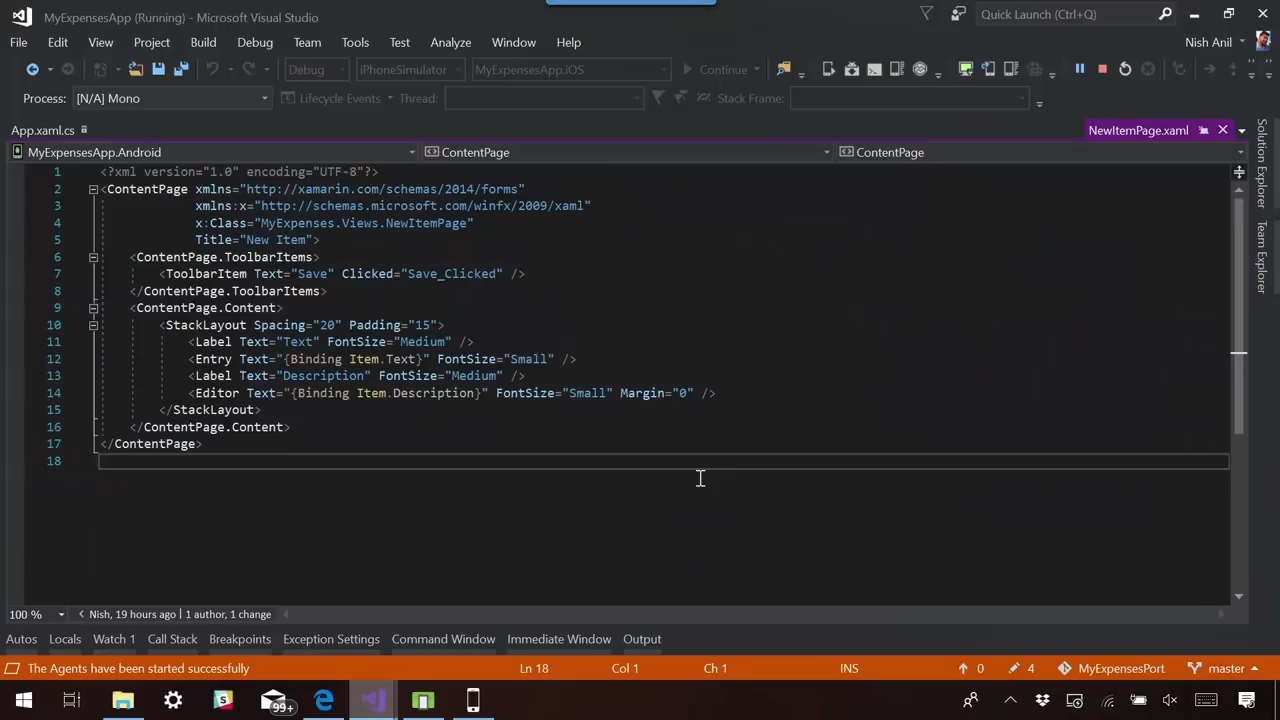 MyExpensesApp (Running) - Microsoft Visual Studio
Quick Launch (Ctrl+Q)
File Edit View Project Build Debug Team Tools Test Analyze Window Help
Nish Anil
Debug iPhoneSimulator MyExpensesApp.iOS Continue
Process: [N/A] Mono Lifecycle Events Thread: Stack Frame:
App.xaml.cs
NewItemPage.xaml
MyExpensesApp.Android ContentPage ContentPage
1 <?xml version="1.0" encoding="UTF-8"?>
2 <ContentPage xmlns="http://xamarin.com/schemas/2014/forms"
3 xmlns:x="http://schemas.microsoft.com/winfx/2009/xaml"
4 x:Class="MyExpenses.Views.NewItemPage"
5 Title="New Item">
6 <ContentPage.ToolbarItems>
7 <ToolbarItem Text="Save" Clicked="Save_Clicked" />
8 </ContentPage.ToolbarItems>
9 <ContentPage.Content>
10 <StackLayout Spacing="20" Padding="15">
11 <Label Text="Text" FontSize="Medium" />
12 <Entry Text="{Binding Item.Text}" FontSize="Small" />
13 <Label Text="Description" FontSize="Medium" />
14 <Editor Text="{Binding Item.Description}" FontSize="Small" Margin="0" />
15 </StackLayout>
16 </ContentPage.Content>
17 </ContentPage>
18
Solution Explorer
Team Explorer
100 % Nish, 19 hours ago | 1 author, 1 change
Autos Locals Watch 1 Call Stack Breakpoints Exception Settings Command Window Immediate Window Output
The Agents have been started successfully Ln 18 Col 1 Ch 1 INS 0 4 MyExpensesPort master
99+